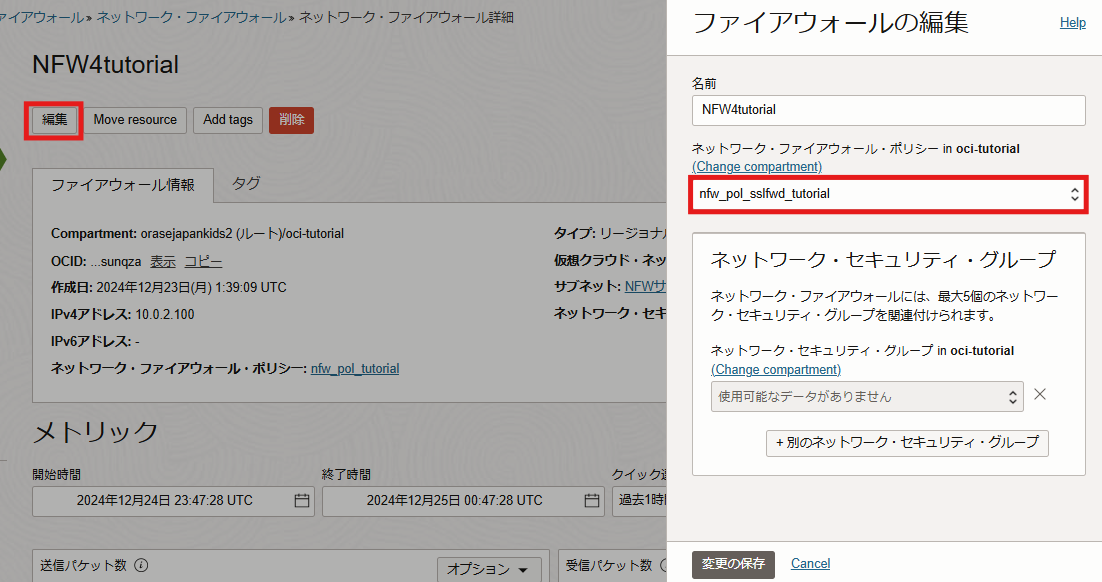 ァイアウォール » ネットワーク・ファイアウォール » ネットワーク・ファイアウォール詳細
NFW4tutorial
編集 Move resource Add tags 削除
ファイアウォール情報 タグ
Compartment: orasejapankids2 (ルート)/oci-tutorial
OCID: ...sunqza 表示 コピー
作成日: 2024年12月23日(月) 1:39:09 UTC
IPv4アドレス: 10.0.2.100
IPv6アドレス: -
ネットワーク・ファイアウォール・ポリシー: nfw_pol_tutorial
タイプ: リージョナル
仮想クラウド・ネッ
サブネット: NFWサ
ネットワーク・セキ
メトリック
開始時間 終了時間 クイック選
2024年12月24日 23:47:28 UTC 2024年12月25日 00:47:28 UTC 過去1時間
送信パケット数 オプション 受信パケット数
ファイアウォールの編集 Help
名前
NFW4tutorial
ネットワーク・ファイアウォール・ポリシー in oci-tutorial
(Change compartment)
nfw_pol_sslfwd_tutorial
ネットワーク・セキュリティ・グループ
ネットワーク・ファイアウォールには、最大5個のネットワー
ク・セキュリティ・グループを関連付けられます。
ネットワーク・セキュリティ・グループ in oci-tutorial
(Change compartment)
使用可能なデータがありません
+ 別のネットワーク・セキュリティ・グループ
変更の保存 Cancel